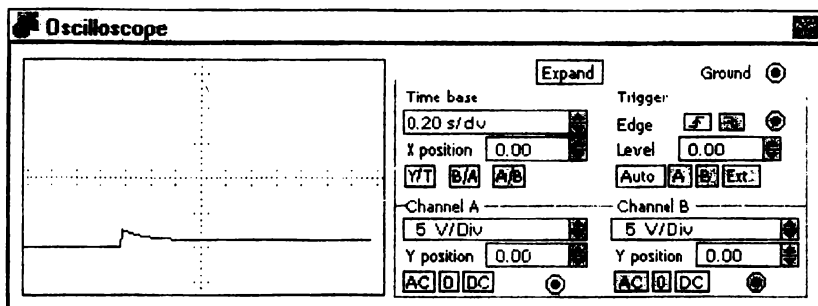 Oscilloscope
Expand
Ground
Time base
Trigger
0.20 s/div
Edge
X position 0.00
Level 0.00
Y/T B/A A/B
Auto A B Ext
Channel A
Channel B
5 V/Div
5 V/Div
Y position 0.00
Y position 0.00
AC 0 DC
AC 0 DC